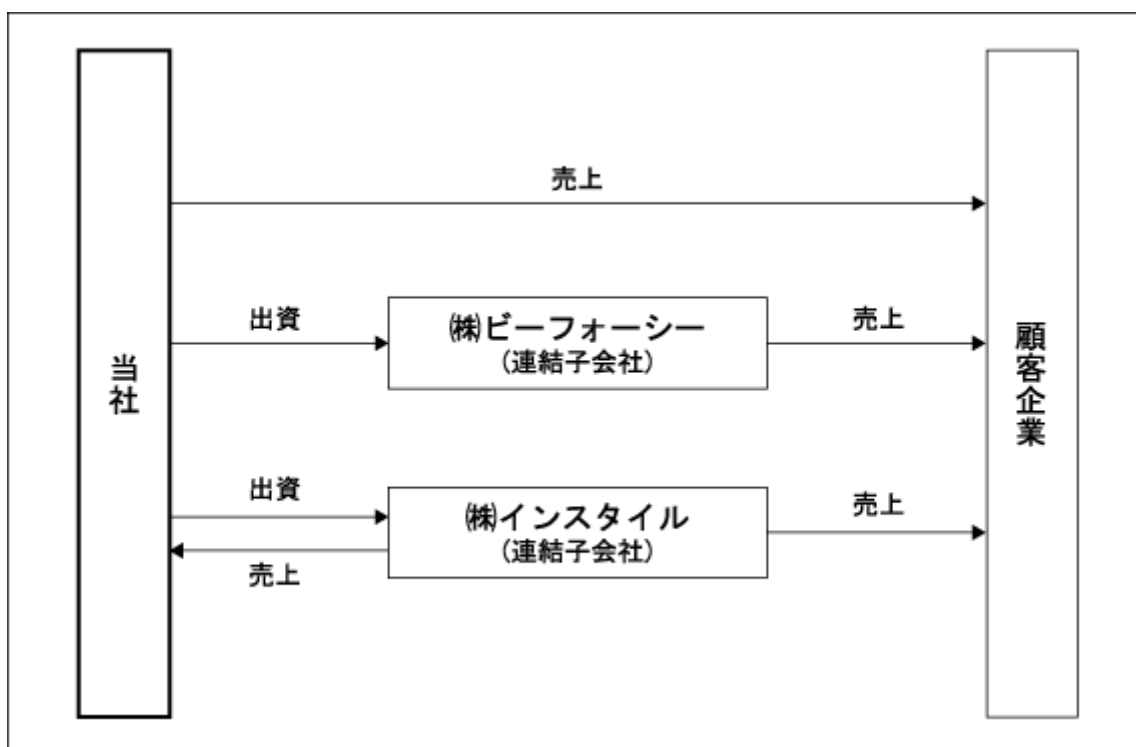 売上
出資
㈱ビーフォーシー
(連結子会社)
売上
当社
顧客企業
出資
㈱インスタイル
(連結子会社)
売上
売上